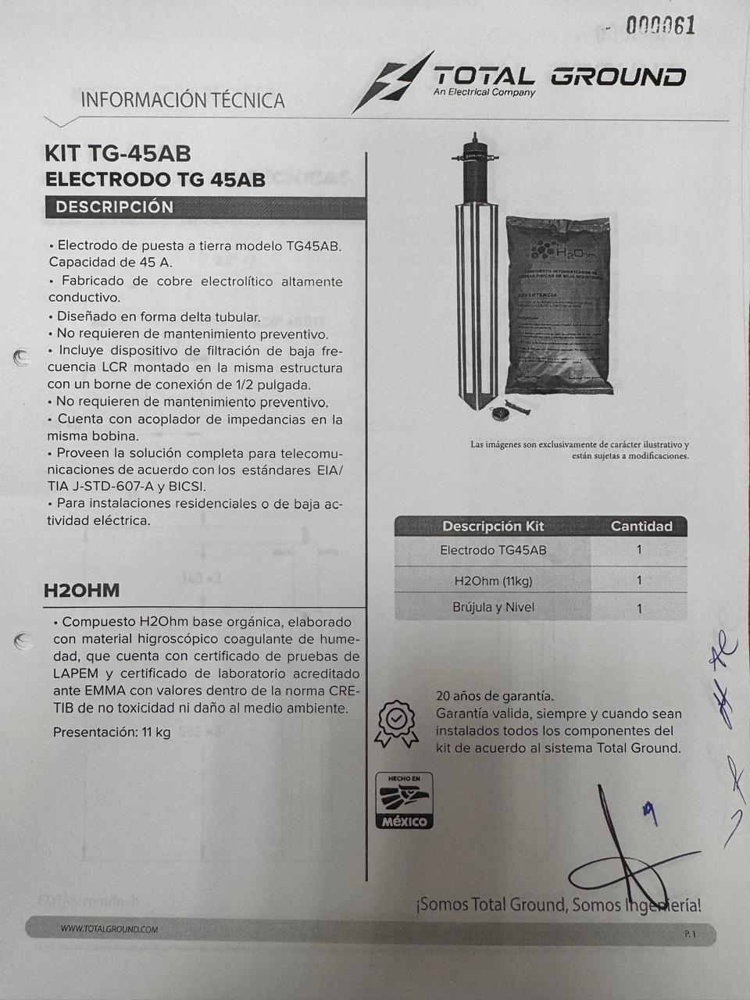 000061
TOTAL GROUND
An Electrical Company
INFORMACIÓN TÉCNICA
KIT TG-45AB
ELECTRODO TG 45AB
DESCRIPCIÓN
• Electrodo de puesta a tierra modelo TG45AB.
Capacidad de 45 A.
• Fabricado de cobre electrolítico altamente
conductivo.
• Diseñado en forma delta tubular.
• No requieren de mantenimiento preventivo.
• Incluye dispositivo de filtración de baja fre-
cuencia LCR montado en la misma estructura
con un borne de conexión de 1/2 pulgada.
• No requieren de mantenimiento preventivo.
• Cuenta con acoplador de impedancias en la
misma bobina.
• Proveen la solución completa para telecomu-
nicaciones de acuerdo con los estándares EIA/
TIA J-STD-607-A y BICSI.
• Para instalaciones residenciales o de baja ac-
tividad eléctrica.
H2OHM
• Compuesto H2Ohm base orgánica, elaborado
con material higroscópico coagulante de hume-
dad, que cuenta con certificado de pruebas de
LAPEM y certificado de laboratorio acreditado
ante EMMA con valores dentro de la norma CRE-
TIB de no toxicidad ni daño al medio ambiente.
Presentación: 11 kg
H2Ohm
ADVERTENCIA
Las imágenes son exclusivamente de carácter ilustrativo y
están sujetas a modificaciones.
Descripción Kit Cantidad
Electrodo TG45AB 1
H2Ohm (11kg) 1
Brújula y Nivel 1
20 años de garantía.
Garantía valida, siempre y cuando sean
instalados todos los componentes del
kit de acuerdo al sistema Total Ground.
HECHO EN
MÉXICO
¡Somos Total Ground, Somos Ingeniería!
WWW.TOTALGROUND.COM
P. 1